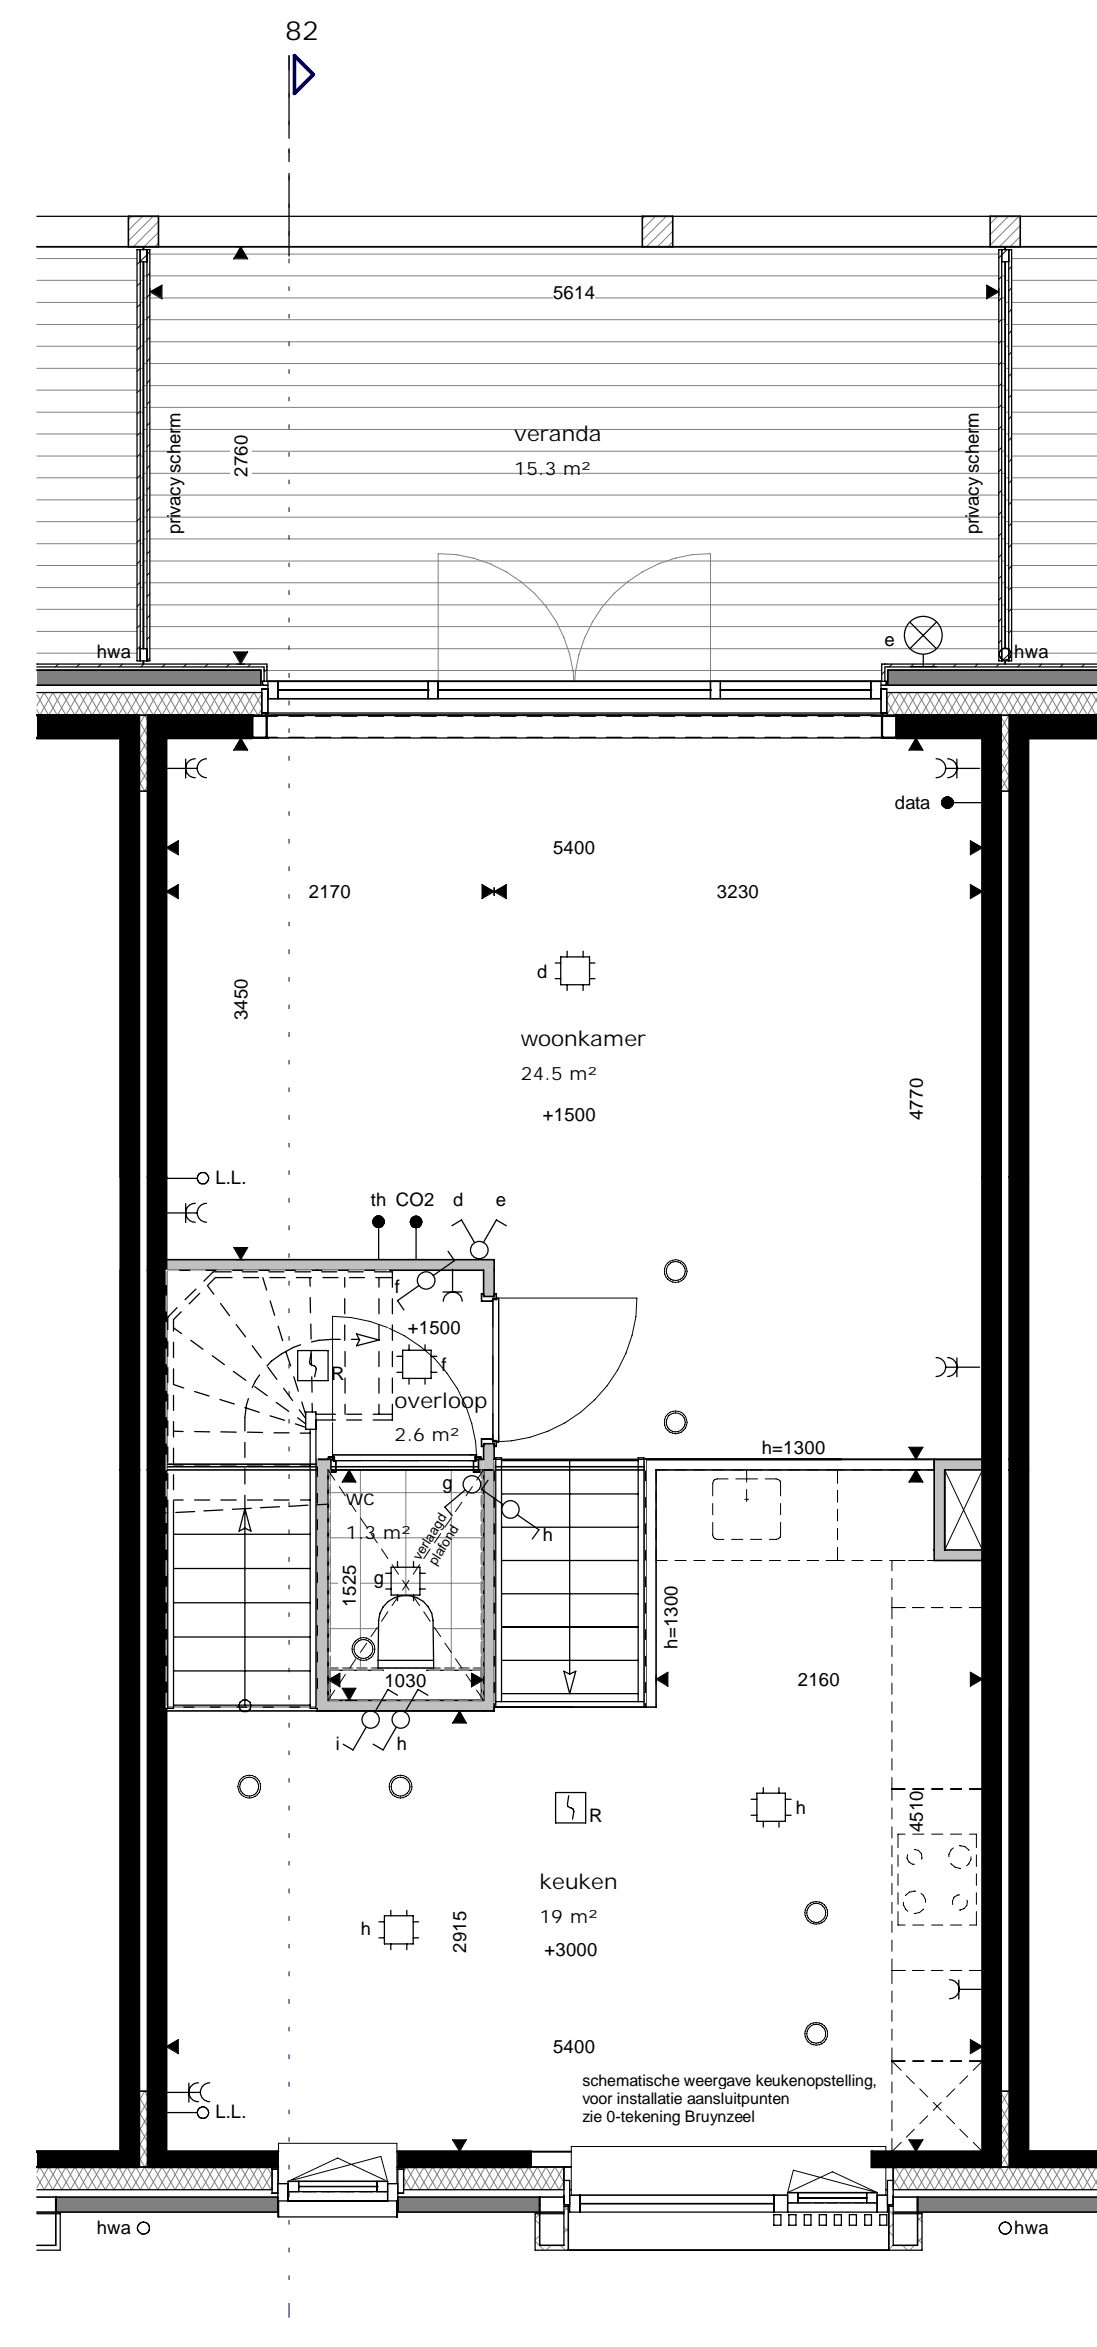 82
5614
privacy scherm
2760
veranda
15.3 m²
privacy scherm
hwa
e
hwa
data
5400
2170
3230
d
3450
woonkamer
24.5 m²
+1500
4770
L.L.
th
CO2
d
e
f
+1500
R
f
overloop
2.6 m²
h=1300
wc
1.3 m²
g
verlaagd
plafond
h
g
1525
h=1300
1030
2160
i
h
R
h
4510
keuken
19 m²
+3000
h
2915
5400
schematische weergave keukenopstelling,
voor installatie aansluitpunten
zie 0-tekening Bruynzeel
L.L.
hwa
hwa